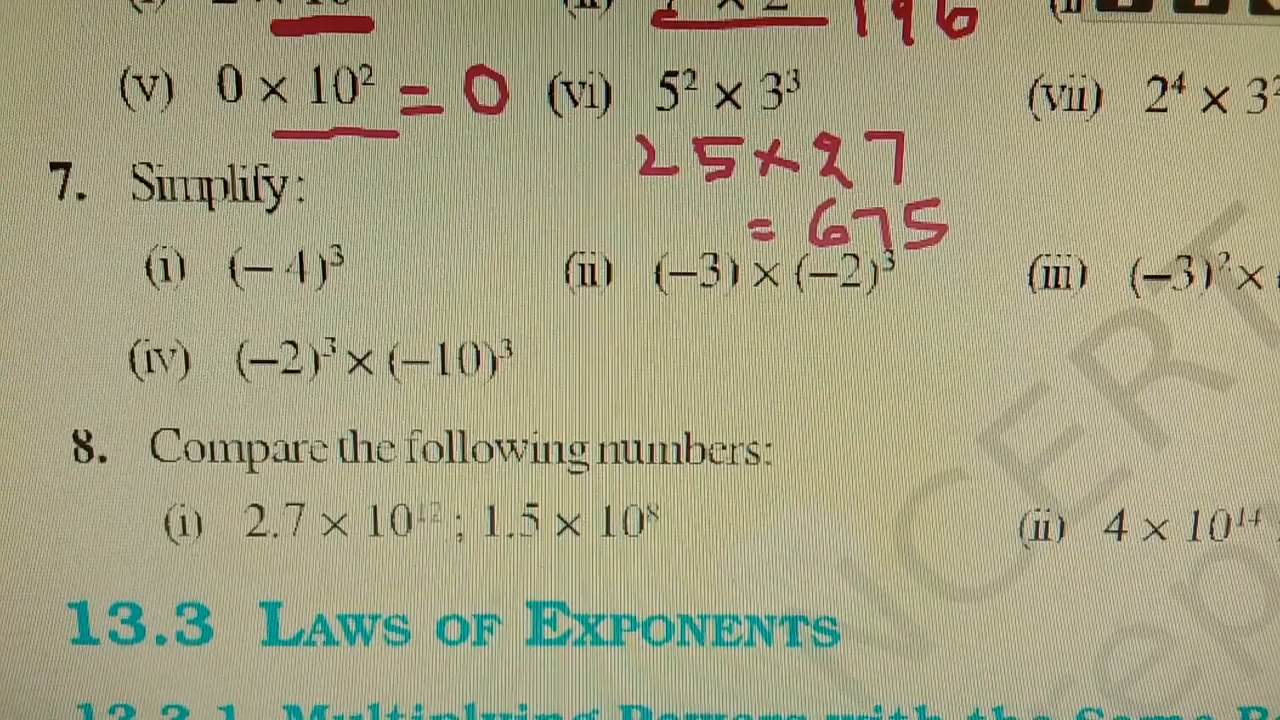 196
(v) 0 × 10² = 0 (vi) 5² × 3³ (vii) 2⁴ × 3²
25 × 27
7. Simplify:
= 675
(i) (– 4)³ (ii) (–3) × (–2)³ (iii) (–3)² ×
(iv) (–2)³ × (–10)³
8. Compare the following numbers:
(i) 2.7 × 10¹² ; 1.5 × 10⁸ (ii) 4 × 10¹⁴
13.3 LAWS OF EXPONENTS
NCERT